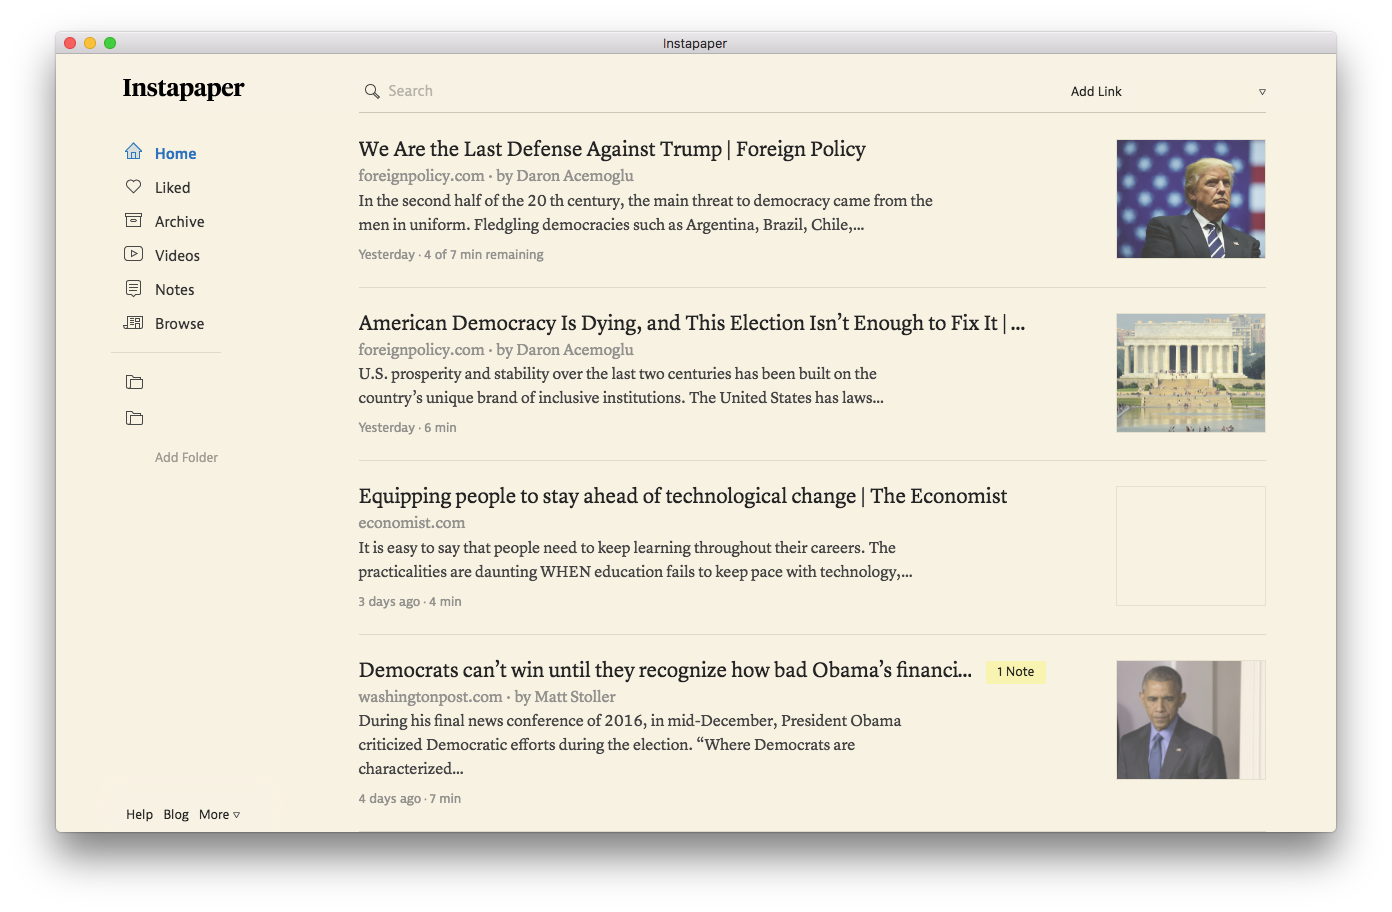 Instapaper
Instapaper
Search
Add Link
Home
Liked
Archive
Videos
Notes
Browse
Add Folder
We Are the Last Defense Against Trump | Foreign Policy
foreignpolicy.com · by Daron Acemoglu
In the second half of the 20 th century, the main threat to democracy came from the
men in uniform. Fledgling democracies such as Argentina, Brazil, Chile,...
Yesterday · 4 of 7 min remaining
American Democracy Is Dying, and This Election Isn’t Enough to Fix It | ...
foreignpolicy.com · by Daron Acemoglu
U.S. prosperity and stability over the last two centuries has been built on the
country’s unique brand of inclusive institutions. The United States has laws...
Yesterday · 6 min
Equipping people to stay ahead of technological change | The Economist
economist.com
It is easy to say that people need to keep learning throughout their careers. The
practicalities are daunting WHEN education fails to keep pace with technology,...
3 days ago · 4 min
Democrats can’t win until they recognize how bad Obama’s financi... 1 Note
washingtonpost.com · by Matt Stoller
During his final news conference of 2016, in mid-December, President Obama
criticized Democratic efforts during the election. “Where Democrats are
characterized...
4 days ago · 7 min
Help Blog More